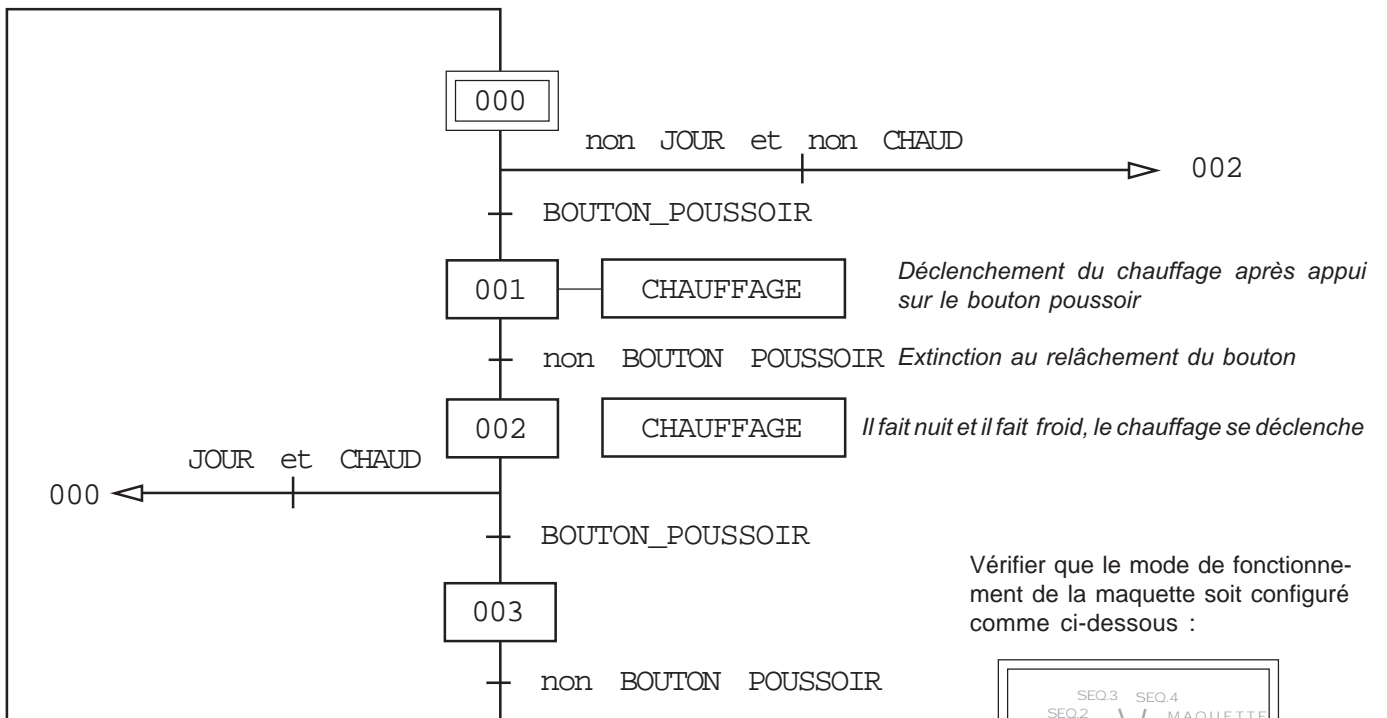 000
non JOUR et non CHAUD
002
BOUTON_POUSSOIR
001
CHAUFFAGE
Déclenchement du chauffage après appui
sur le bouton poussoir
non BOUTON POUSSOIR
Extinction au relâchement du bouton
002
CHAUFFAGE
Il fait nuit et il fait froid, le chauffage se déclenche
JOUR et CHAUD
000
BOUTON_POUSSOIR
003
Vérifier que le mode de fonctionne-
ment de la maquette soit configuré
comme ci-dessous :
non BOUTON POUSSOIR
SEQ.3 SEQ.4
SEQ.2
MAQUETTE